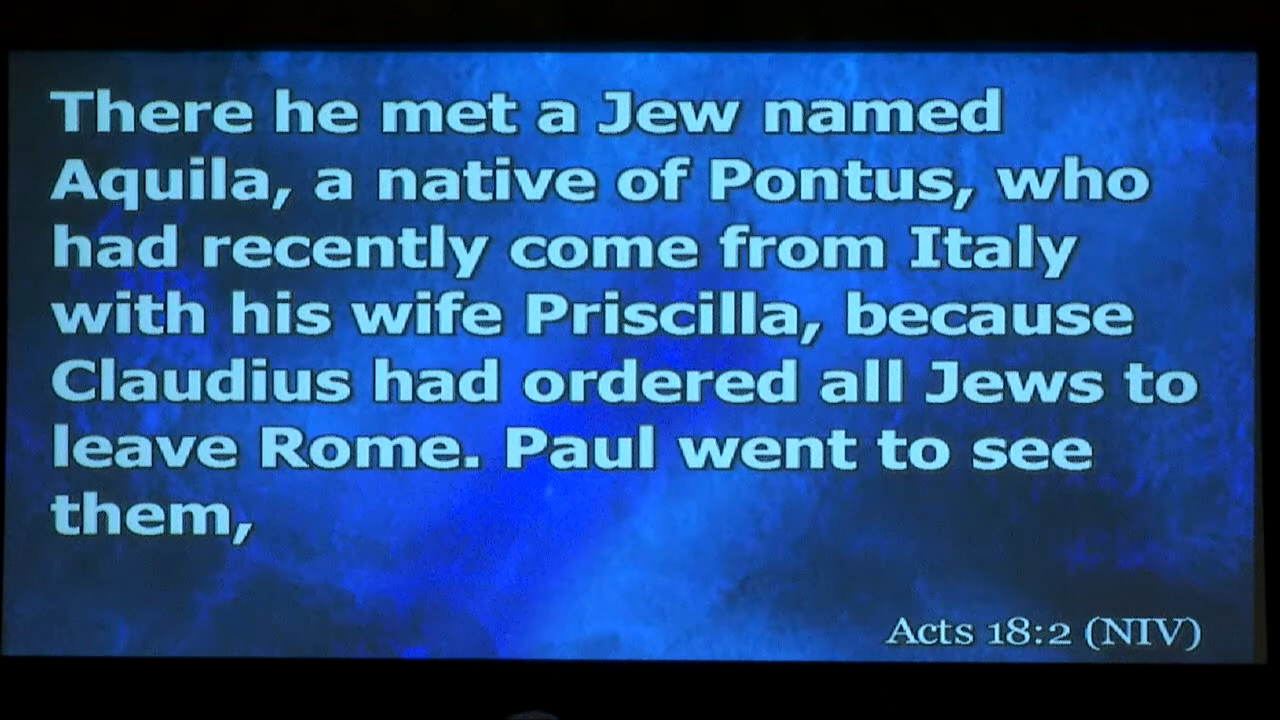 There he met a Jew named
Aquila, a native of Pontus, who
had recently come from Italy
with his wife Priscilla, because
Claudius had ordered all Jews to
leave Rome. Paul went to see
them,
Acts 18:2 (NIV)